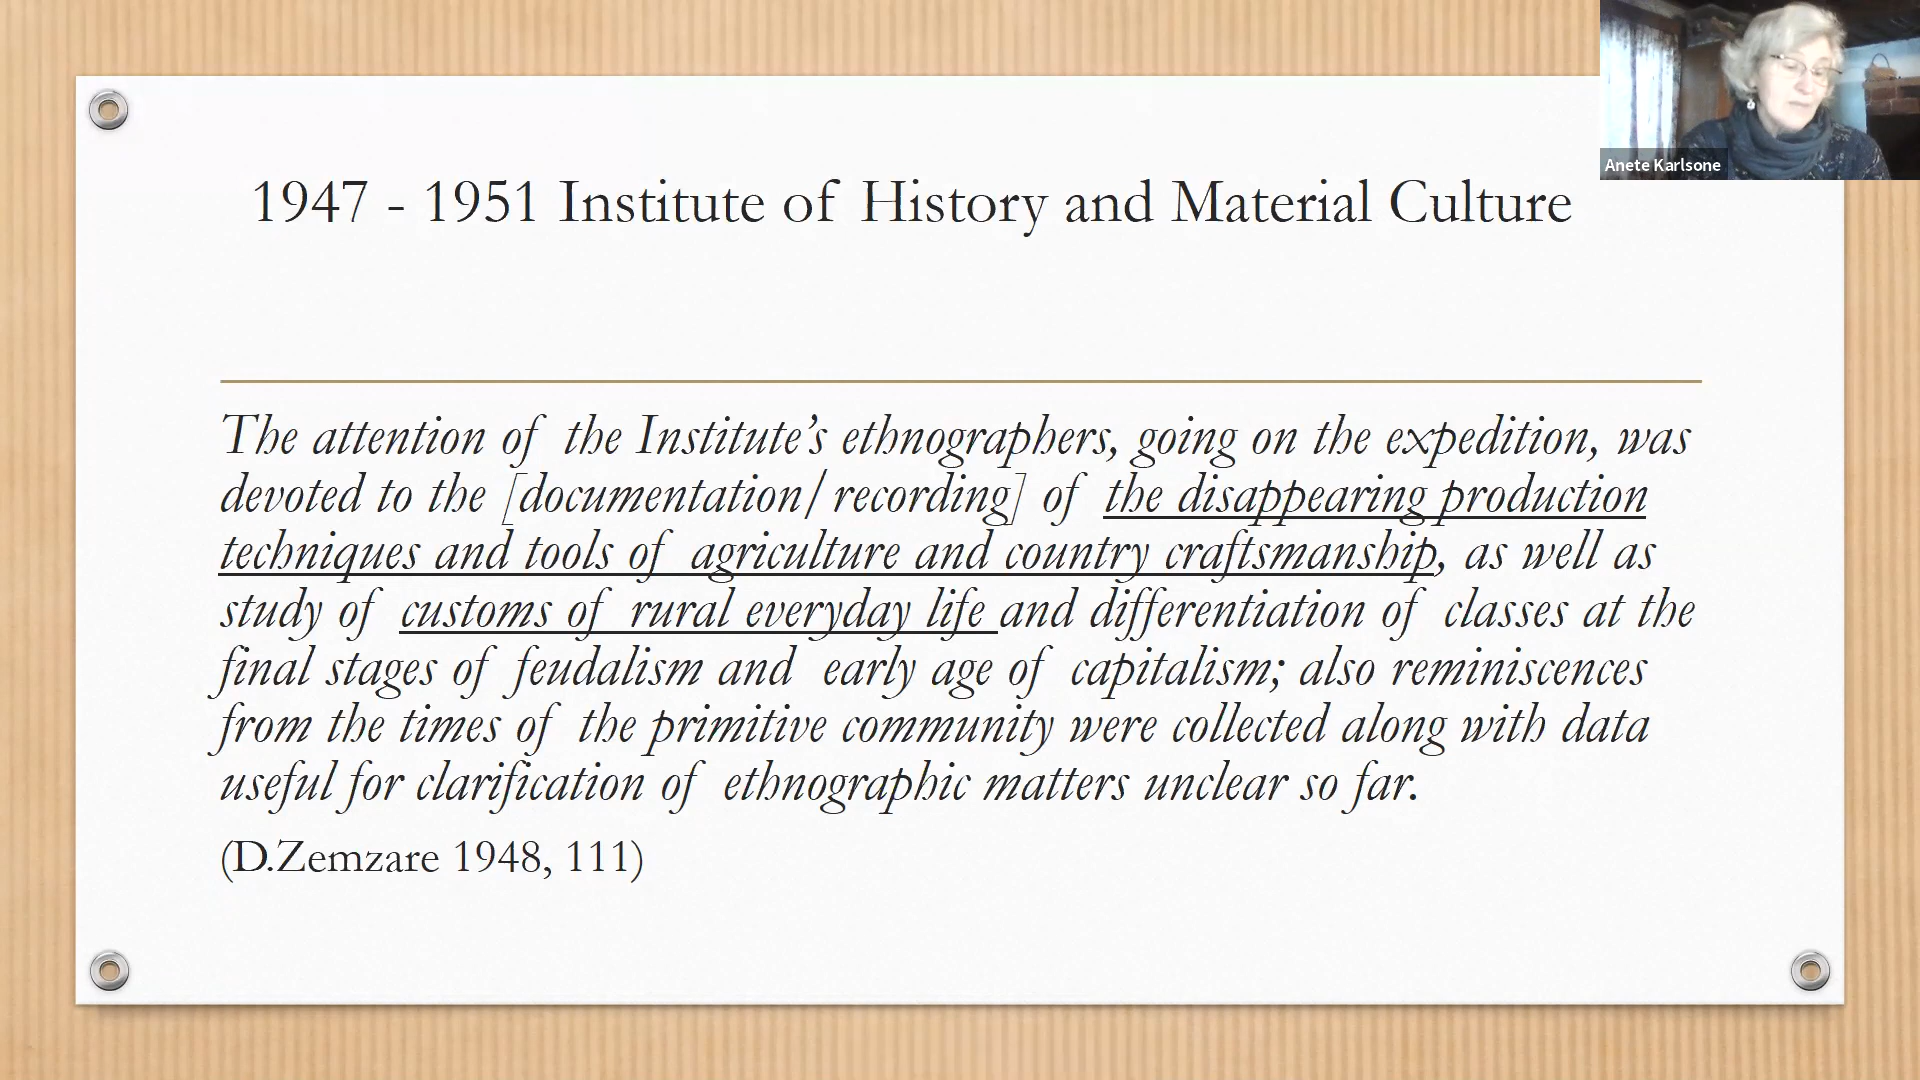 Anete Karlsone
1947 - 1951 Institute of History and Material Culture
The attention of the Institute’s ethnographers, going on the expedition, was
devoted to the [documentation/recording] of the disappearing production
techniques and tools of agriculture and country craftsmanship, as well as
study of customs of rural everyday life and differentiation of classes at the
final stages of feudalism and early age of capitalism; also reminiscences
from the times of the primitive community were collected along with data
useful for clarification of ethnographic matters unclear so far.
(D.Zemzare 1948, 111)